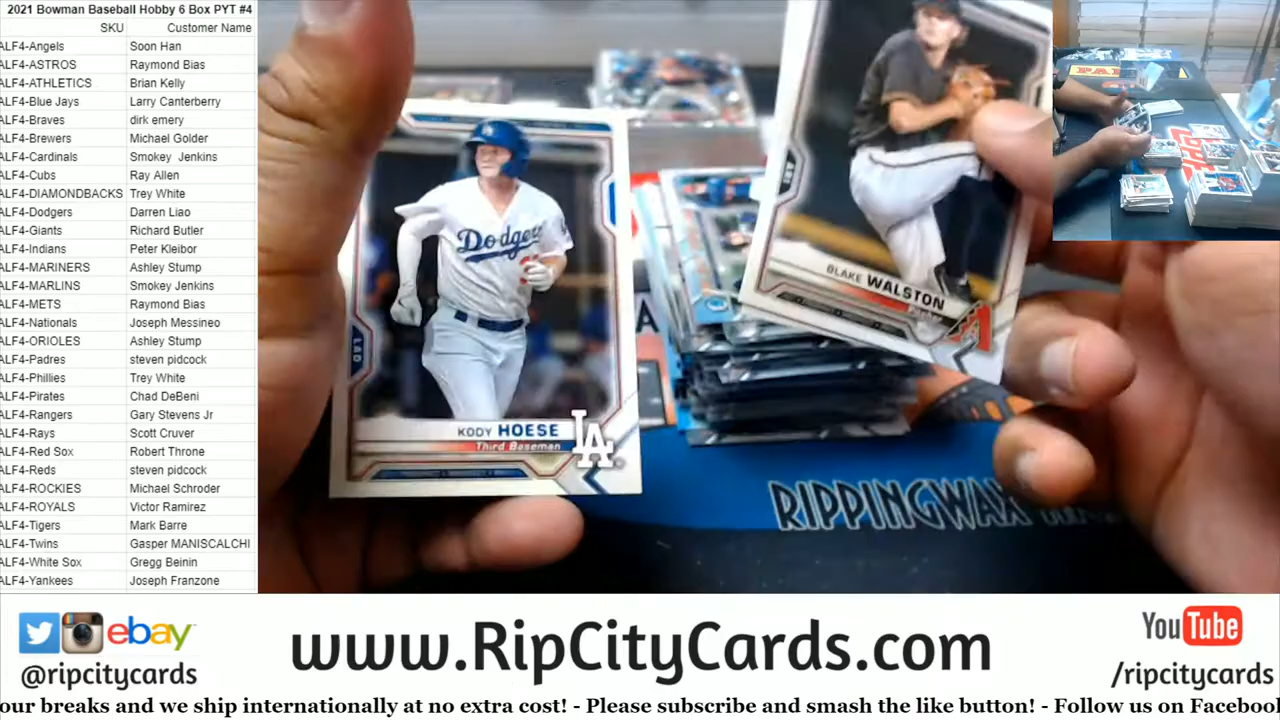 2021 Bowman Baseball Hobby 6 Box PYT #4
SKU Customer Name
ALF4-Angels Soon Han
ALF4-ASTROS Raymond Bias
ALF4-ATHLETICS Brian Kelly
ALF4-Blue Jays Larry Canterberry
ALF4-Braves dirk emery
ALF4-Brewers Michael Golder
ALF4-Cardinals Smokey Jenkins
ALF4-Cubs Ray Allen
ALF4-DIAMONDBACKS Trey White
ALF4-Dodgers Darren Liao
ALF4-Giants Richard Butler
ALF4-Indians Peter Kleibor
ALF4-MARINERS Ashley Stump
ALF4-MARLINS Smokey Jenkins
ALF4-METS Raymond Bias
ALF4-Nationals Joseph Messineo
ALF4-ORIOLES Ashley Stump
ALF4-Padres steven pidcock
ALF4-Phillies Trey White
ALF4-Pirates Chad DeBeni
ALF4-Rangers Gary Stevens Jr
ALF4-Rays Scott Cruver
ALF4-Red Sox Robert Throne
ALF4-Reds steven pidcock
ALF4-ROCKIES Michael Schroder
ALF4-ROYALS Victor Ramirez
ALF4-Tigers Mark Barre
ALF4-Twins Gasper MANISCALCHI
ALF4-White Sox Gregg Beinin
ALF4-Yankees Joseph Franzone
Dodgers
LAD
KODY HOESE
Third Baseman
LA
ARI
BLAKE WALSTON
Pitcher
A
RIPPINGWAX
ebay
@ripcitycards
www.RipCityCards.com
You Tube
/ripcitycards
our breaks and we ship internationally at no extra cost! - Please subscribe and smash the like button! - Follow us on Facebook